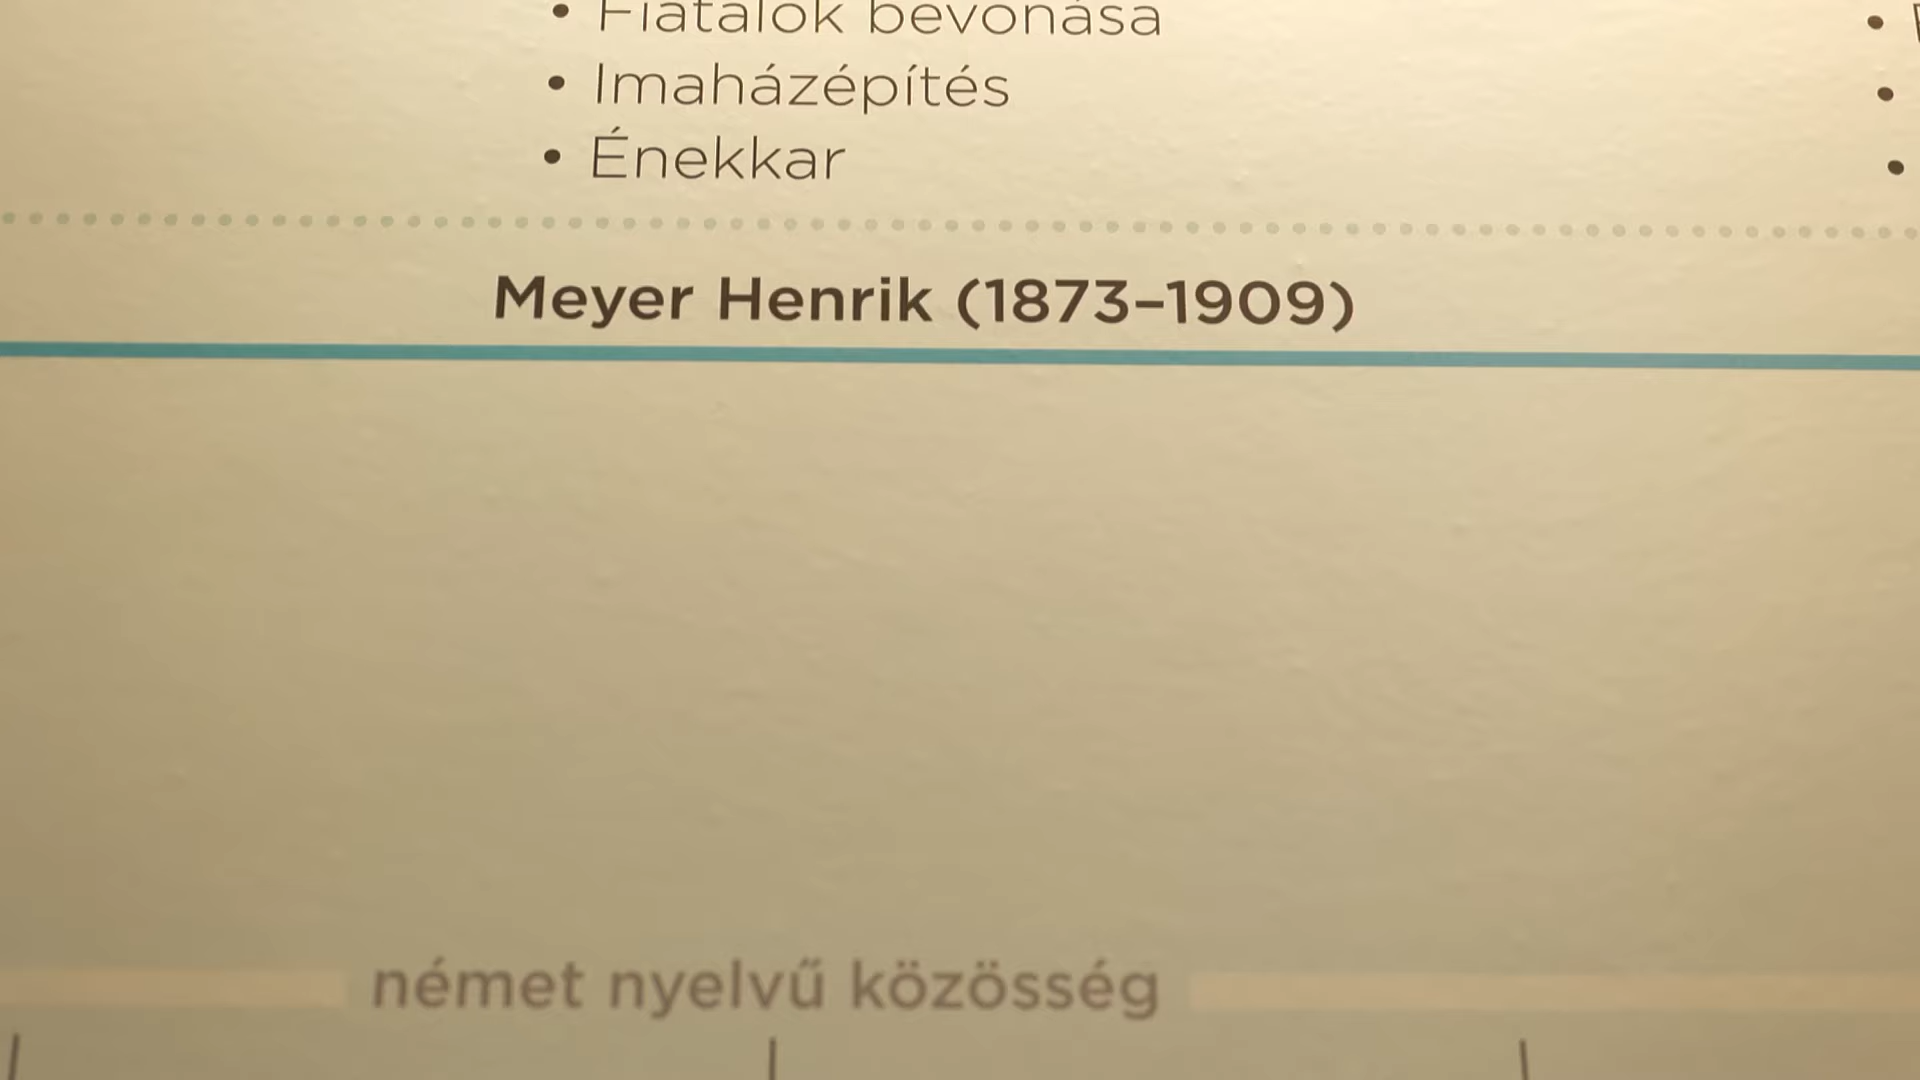 • Fiatalok bevonása
• Imaházépítés
• Énekkar
Meyer Henrik (1873–1909)
német nyelvű közösség